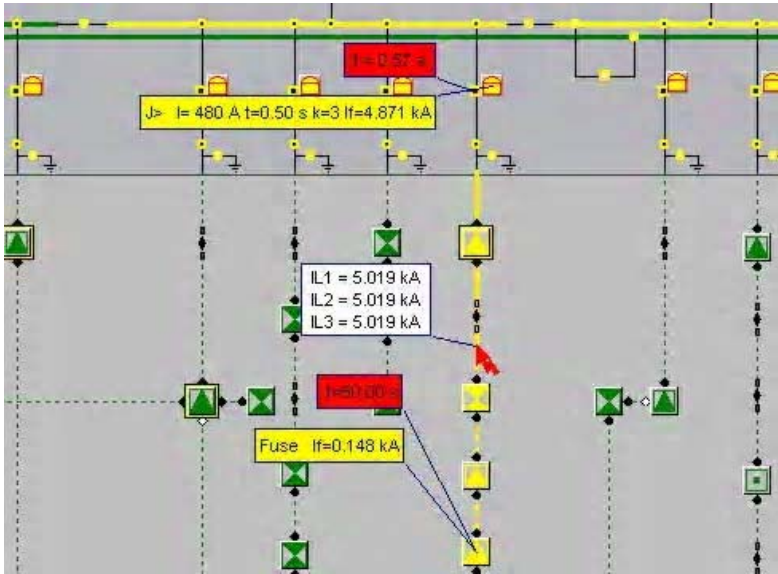 t = 0.57 s
J> I= 480 A t=0.50 s k=3 If=4.871 kA
IL1 = 5.019 kA
IL2 = 5.019 kA
IL3 = 5.019 kA
Fuse If=0.148 kA